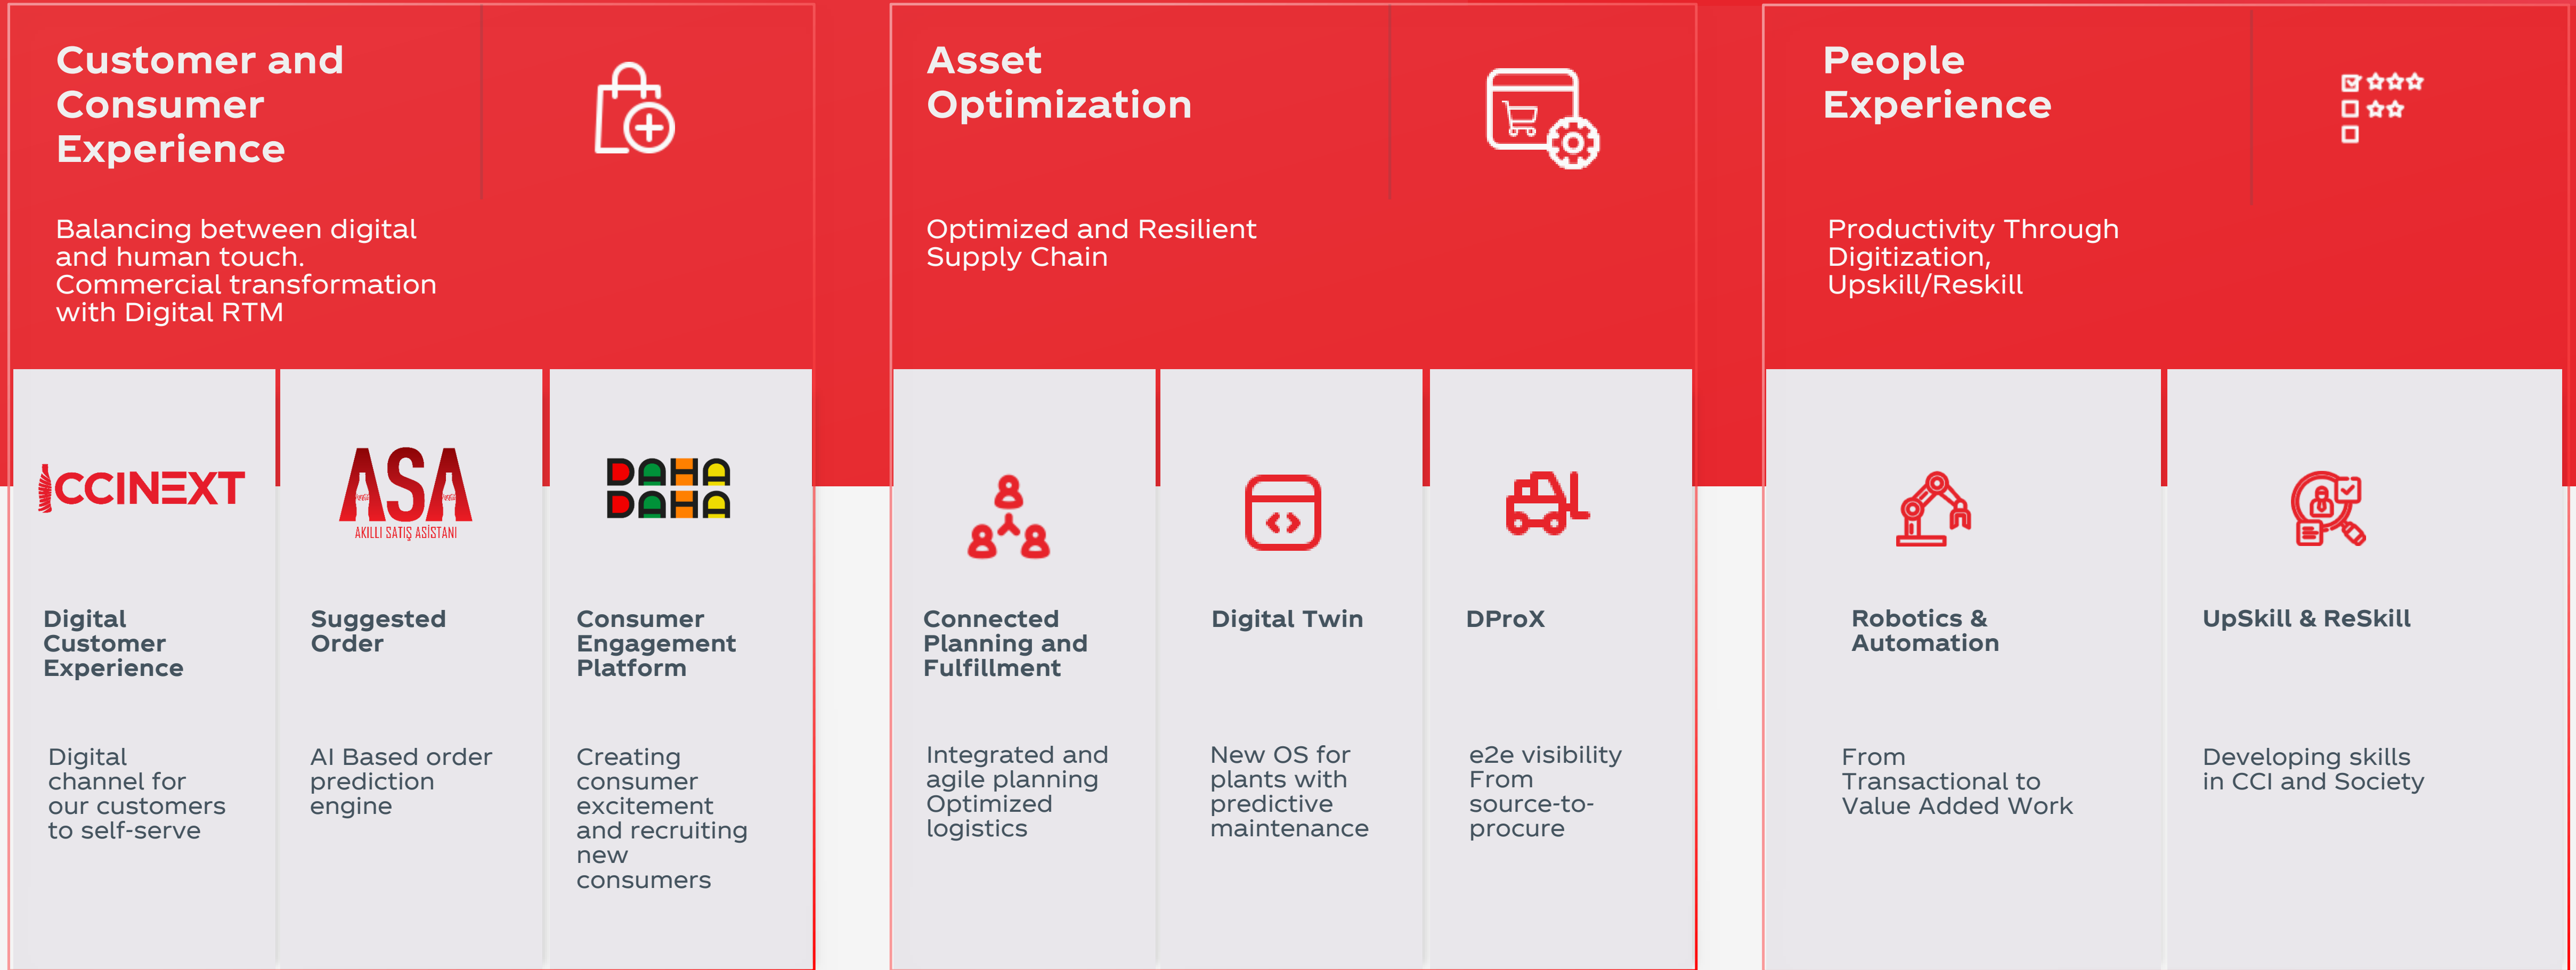 Customer and
Consumer
Experience
Balancing between digital
and human touch.
Commercial transformation
with Digital RTM
CCINEXT
Digital
Customer
Experience
Digital
channel for
our customers
to self-serve
ASA
AKILLI SATIŞ ASİSTANI
Suggested
Order
AI Based order
prediction
engine
DAHA
DAHA
Consumer
Engagement
Platform
Creating
consumer
excitement
and recruiting
new
consumers
Asset
Optimization
Optimized and Resilient
Supply Chain
Connected
Planning and
Fulfillment
Integrated and
agile planning
Optimized
logistics
Digital Twin
New OS for
plants with
predictive
maintenance
DProX
e2e visibility
From
source-to-
procure
People
Experience
Productivity Through
Digitization,
Upskill/Reskill
Robotics &
Automation
From
Transactional to
Value Added Work
UpSkill & ReSkill
Developing skills
in CCI and Society